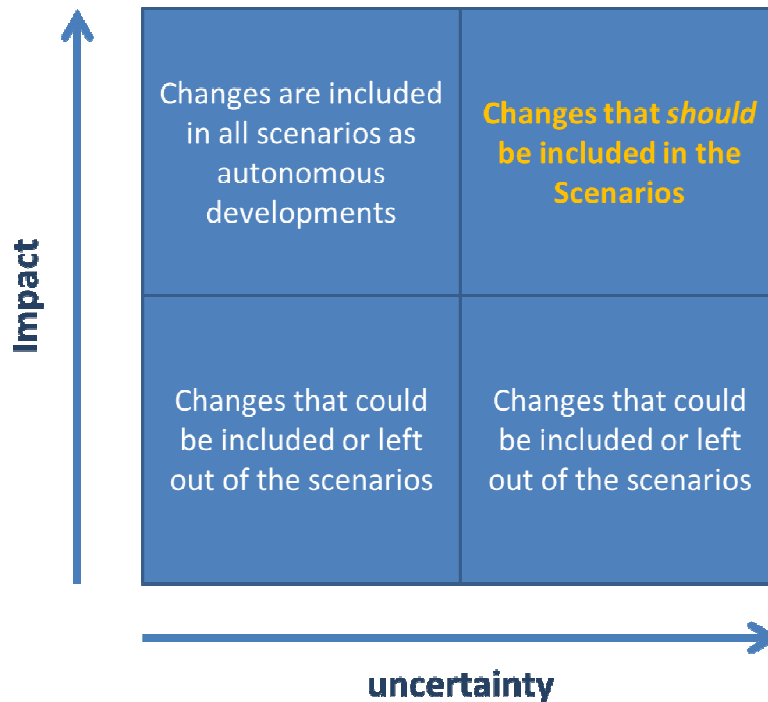 Changes are included
in all scenarios as
autonomous
developments
Changes that should
be included in the
Scenarios
Impact
Changes that could
be included or left
out of the scenarios
Changes that could
be included or left
out of the scenarios
uncertainty